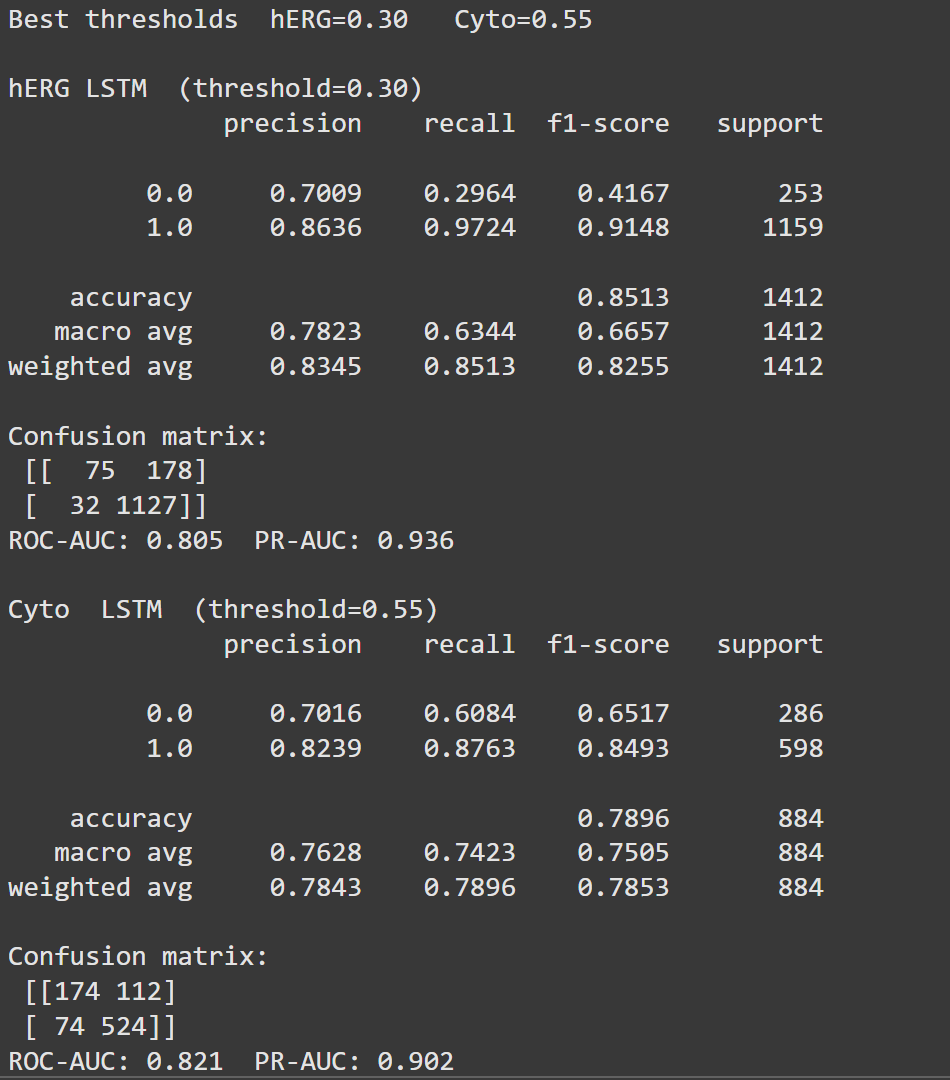 Best thresholds  hERG=0.30   Cyto=0.55
hERG LSTM  (threshold=0.30)
              precision    recall  f1-score   support
         0.0     0.7009    0.2964    0.4167       253
         1.0     0.8636    0.9724    0.9148      1159
    accuracy                         0.8513      1412
   macro avg     0.7823    0.6344    0.6657      1412
weighted avg     0.8345    0.8513    0.8255      1412
Confusion matrix:
 [[  75  178]
 [  32 1127]]
ROC-AUC: 0.805  PR-AUC: 0.936
Cyto  LSTM  (threshold=0.55)
              precision    recall  f1-score   support
         0.0     0.7016    0.6084    0.6517       286
         1.0     0.8239    0.8763    0.8493       598
    accuracy                         0.7896       884
   macro avg     0.7628    0.7423    0.7505       884
weighted avg     0.7843    0.7896    0.7853       884
Confusion matrix:
 [[174 112]
 [ 74 524]]
ROC-AUC: 0.821  PR-AUC: 0.902